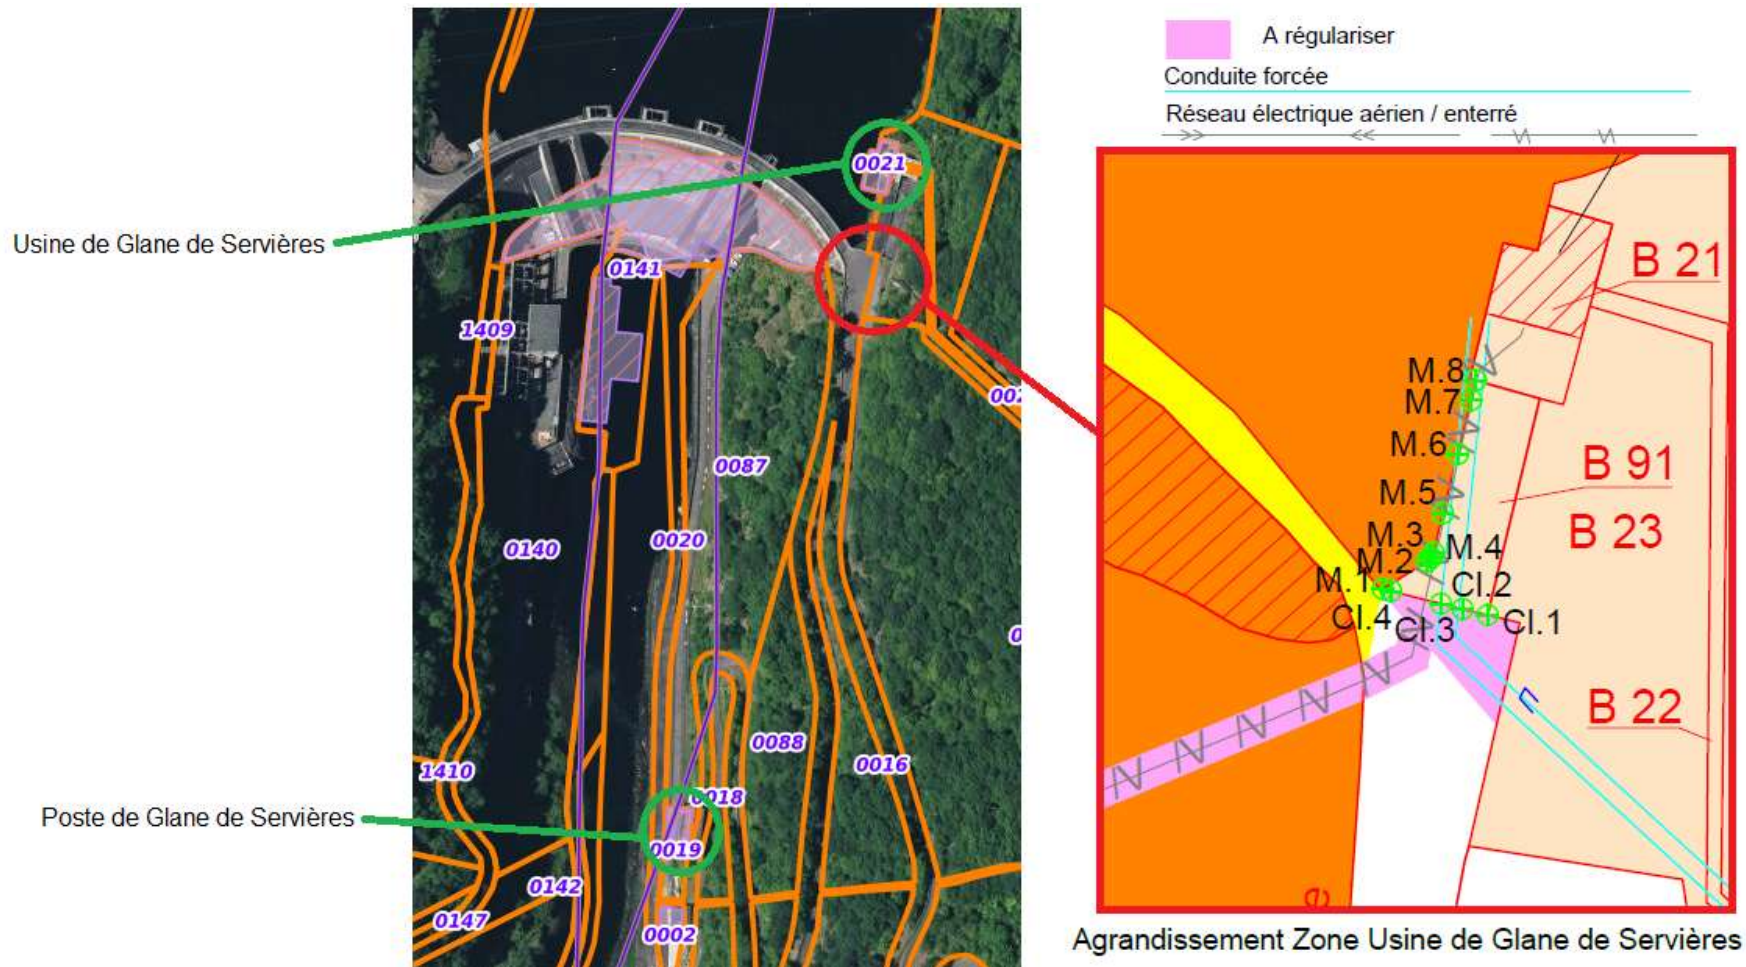 A régulariser
Conduite forcée
Réseau électrique aérien / enterré
Usine de Glane de Servières
Poste de Glane de Servières
0021
0141
1409
0087
0020
0140
0088
0016
1410
0018
0019
0142
0147
0002
B 21
M.8
M.7
M.6
B 91
M.5
B 23
M.3
M.4
M.2
M.1
Cl.2
Cl.4
Cl.3
Cl.1
B 22
e
Agrandissement Zone Usine de Glane de Servières